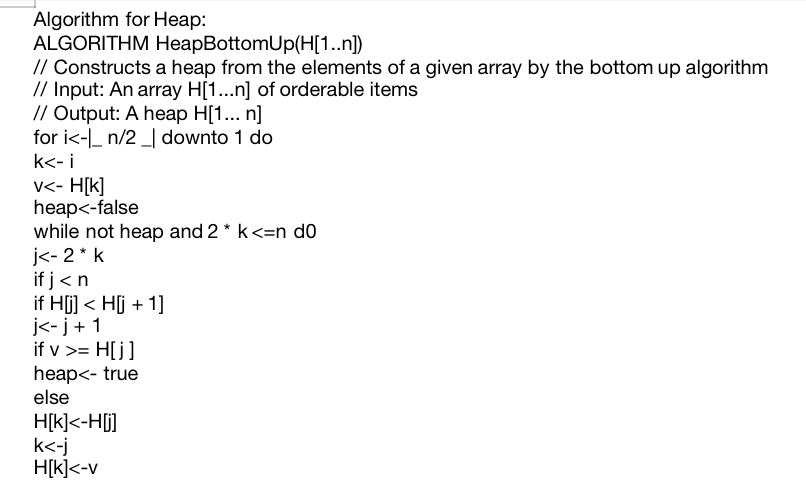 Algorithm for Heap:
ALGORITHM HeapBottomUp(H[1..n])
// Constructs a heap from the elements of a given array by the bottom up algorithm
// Input: An array H[1...n] of orderable items
// Output: A heap H[1... n]
for i<-|_ n/2 _| downto 1 do
k<- i
v<- H[k]
heap<-false
while not heap and 2 * k <=n d0
j<- 2 * k
if j < n
if H[j] < H[j + 1]
j<- j + 1
if v >= H[ j ]
heap<- true
else
H[k]<-H[j]
k<-j
H[k]<-v